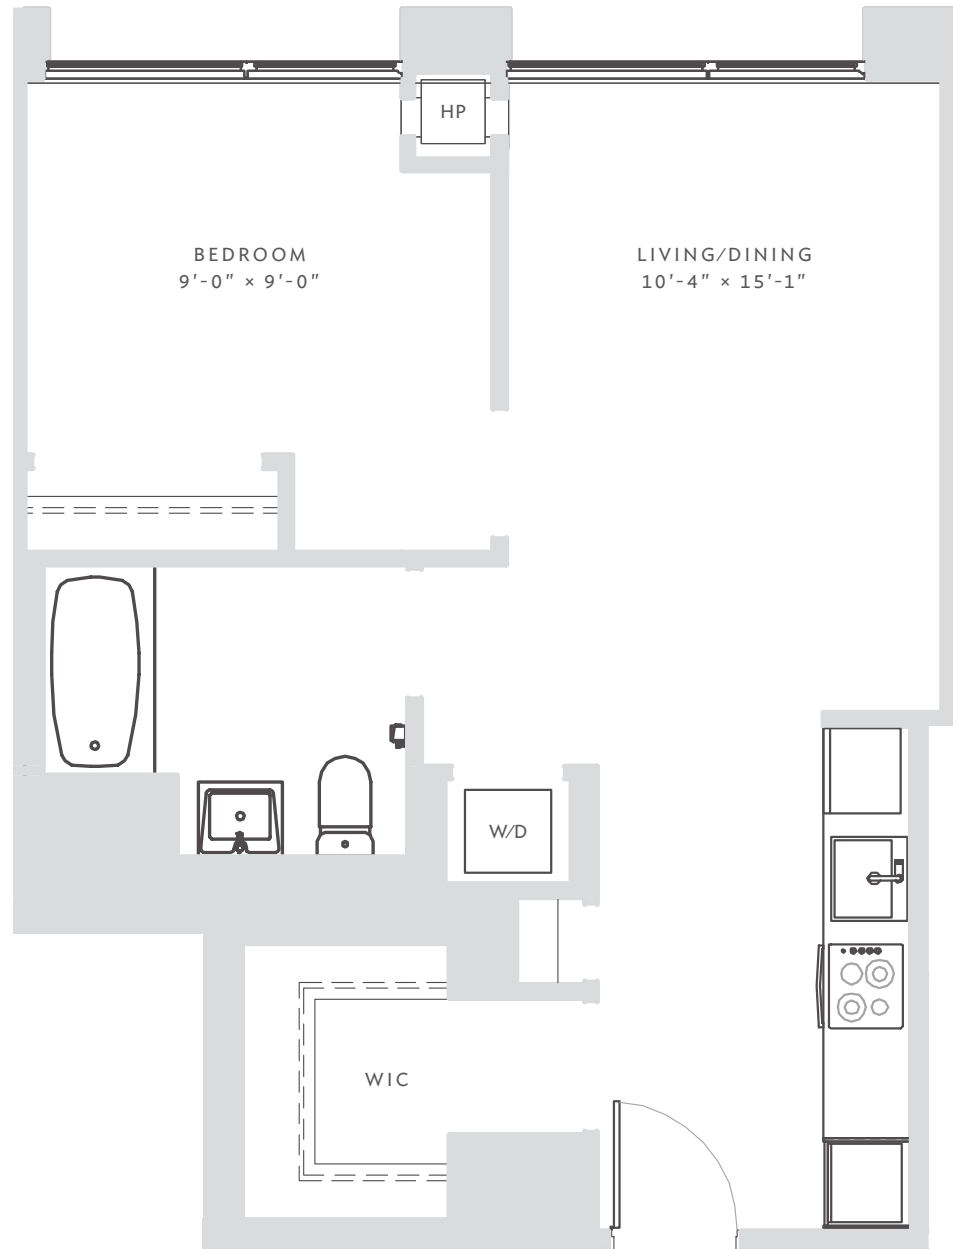 HP
BEDROOM
9'-0" × 9'-0"
LIVING/DINING
10'-4" × 15'-1"
W/D
WIC